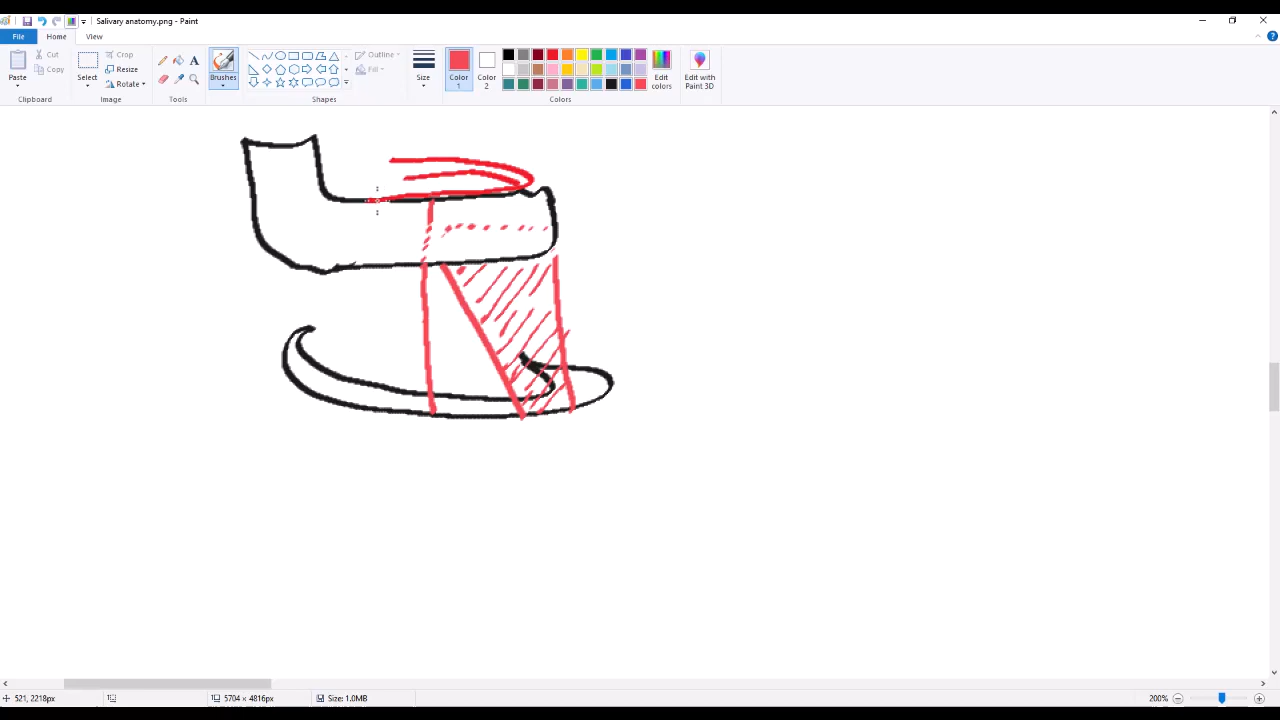 Salivary anatomy.png - Paint
File Home View
Paste
Cut
Copy
Clipboard
Select
Crop
Resize
Rotate
Image
Tools
Brushes
Outline
Fill
Shapes
Size
Color 1
Color 2
Edit colors
Edit with Paint 3D
Colors
521, 2218px
5704 × 4816px
Size: 1.0MB
200%